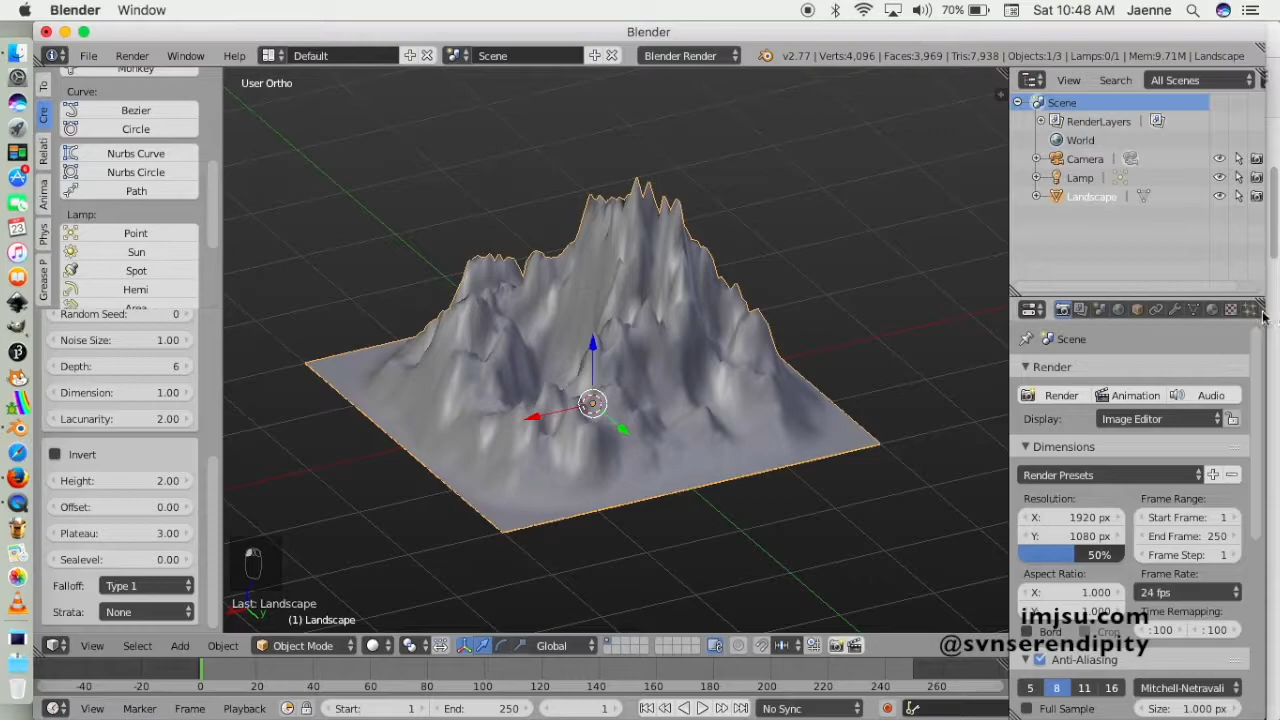 Blender Window 70% Sat 10:48 AM Jaenne
Blender
File Render Window Help Default Scene Blender Render v2.77 | Verts:4,096 | Faces:3,969 | Tris:7,938 | Objects:1/3 | Lamps:0/1 | Mem:9.71M | Landscape
Monkey
Curve:
Bezier
Circle
Nurbs Curve
Nurbs Circle
Path
Lamp:
Point
Sun
Spot
Hemi
Area
To
Cre
Relati
Anima
Phys
Grease P
Random Seed: 0
Noise Size: 1.00
Depth: 6
Dimension: 1.00
Lacunarity: 2.00
Invert
Height: 2.00
Offset: 0.00
Plateau: 3.00
Sealevel: 0.00
Falloff: Type 1
Strata: None
User Ortho
Last: Landscape
(1) Landscape
View Search All Scenes
Scene
RenderLayers
World
Camera
Lamp
Landscape
Scene
Render
Render Animation Audio
Display: Image Editor
Dimensions
Render Presets
Resolution: Frame Range:
X: 1920 px Start Frame: 1
Y: 1080 px End Frame: 250
50% Frame Step: 1
Aspect Ratio: Frame Rate:
X: 1.000 24 fps
Time Remapping:
Bord Crop :100 :100
imjsu.com
@svnserendipity
Anti-Aliasing
5 8 11 16 Mitchell-Netravali
Full Sample Size: 1.000 px
View Select Add Object Object Mode Global
-40 -20 0 20 40 60 80 100 120 140 160 180 200 220 240 260
View Marker Frame Playback Start: 1 End: 250 1 No Sync